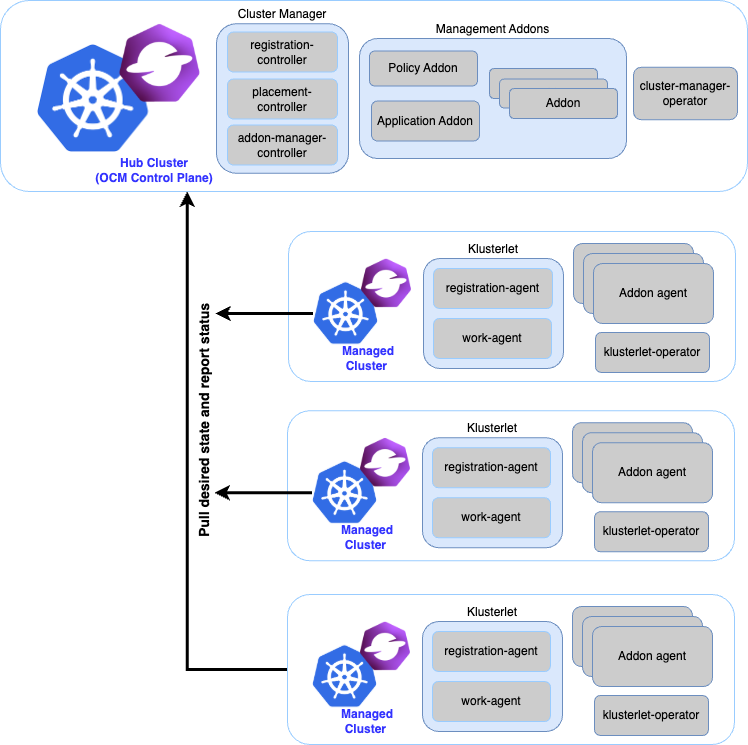 Cluster Manager
Management Addons
registration-
controller
placement-
controller
addon-manager-
controller
Policy Addon
Application Addon
Addon
cluster-manager-
operator
Hub Cluster
(OCM Control Plane)
Pull desired state and report status
Klusterlet
registration-agent
work-agent
Addon agent
klusterlet-operator
Managed
Cluster
Klusterlet
registration-agent
work-agent
Addon agent
klusterlet-operator
Managed
Cluster
Klusterlet
registration-agent
work-agent
Addon agent
klusterlet-operator
Managed
Cluster